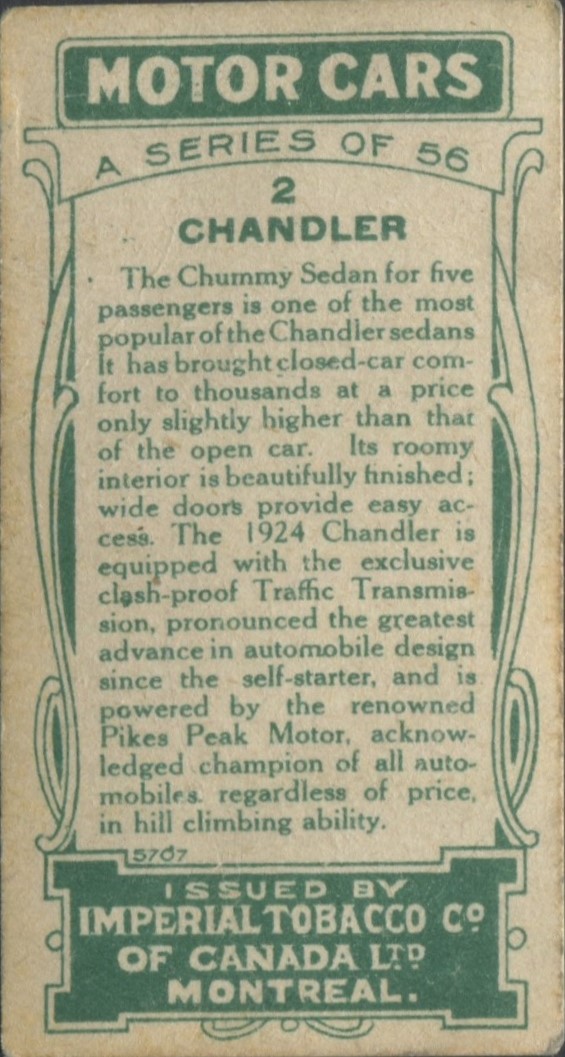 MOTOR CARS
A SERIES OF 56
2
CHANDLER
The Chummy Sedan for five
passengers is one of the most
popular of the Chandler sedans
It has brought closed-car com-
fort to thousands at a price
only slightly higher than that
of the open car. Its roomy
interior is beautifully finished;
wide doors provide easy ac-
cess. The 1924 Chandler is
equipped with the exclusive
clash-proof Traffic Transmis-
sion, pronounced the greatest
advance in automobile design
since the self-starter, and is
powered by the renowned
Pikes Peak Motor, acknow-
ledged champion of all auto-
mobiles. regardless of price,
in hill climbing ability.
5707
ISSUED BY
IMPERIAL TOBACCO Cº
OF CANADA LTD
MONTREAL.